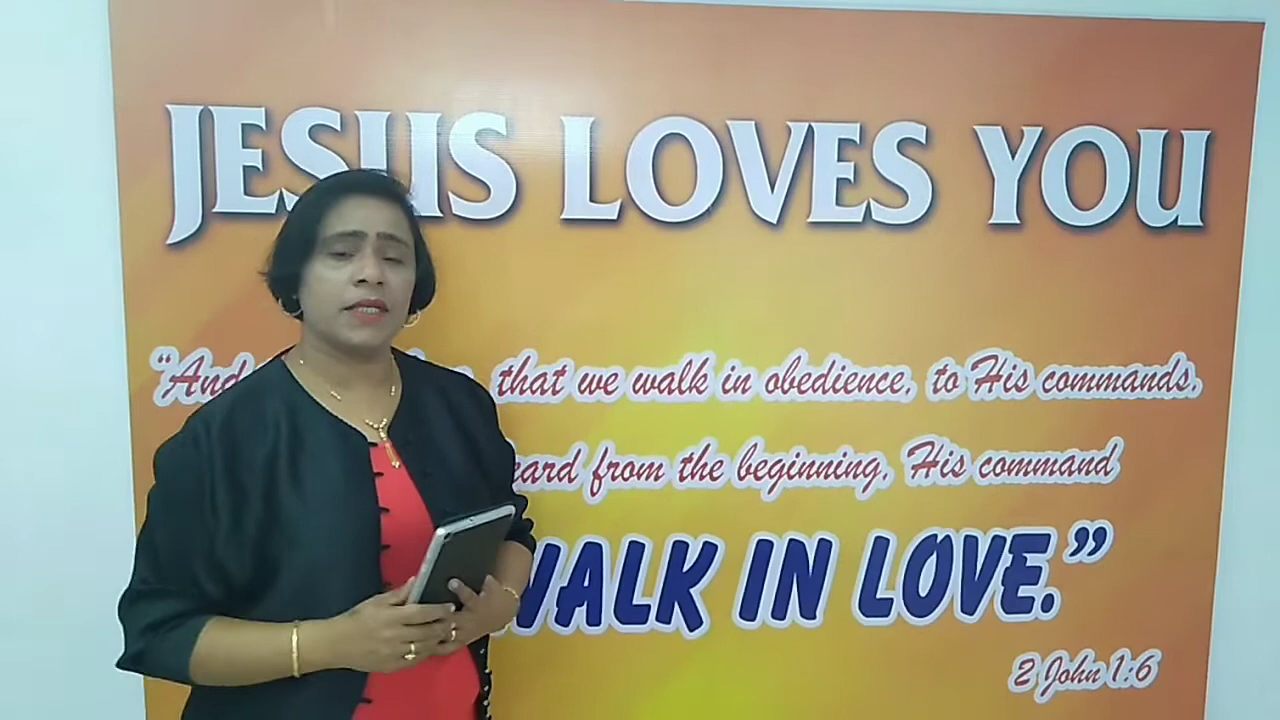 JESUS LOVES YOU
"And that we walk in obedience, to His commands.
from the beginning, His command
WALK IN LOVE."
2 John 1:6